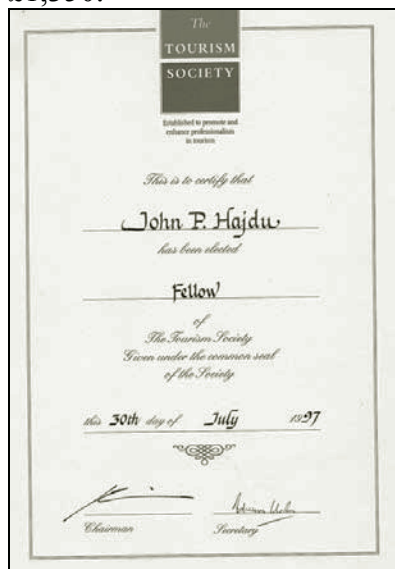 The
TOURISM
SOCIETY
Established to promote and
enhance professionalism
in tourism
This is to certify that
John P. Hajdu
has been elected
Fellow
of
The Tourism Society
Given under the common seal
of the Society
this 30th day of July 1997
Chairman Secretary